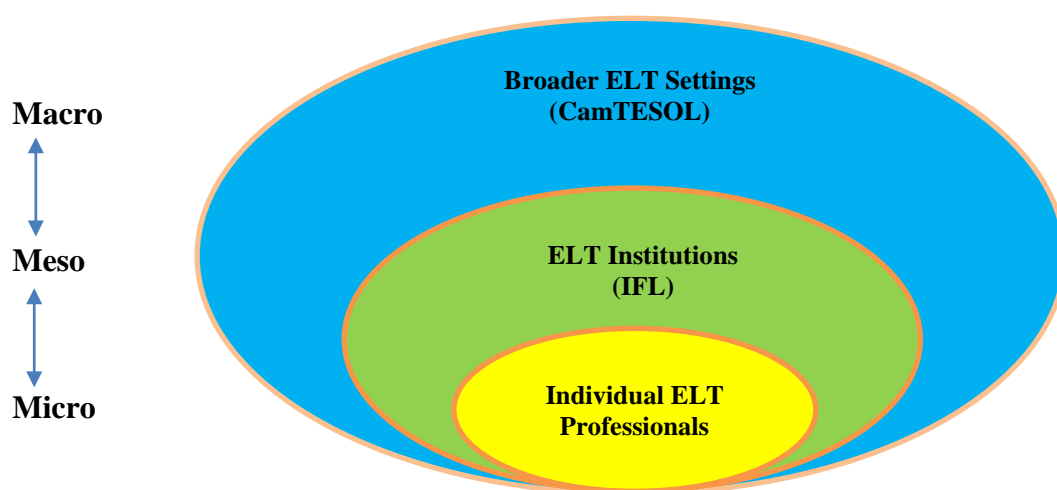 Broader ELT Settings
(CamTESOL)
Macro
Meso
ELT Institutions
(IFL)
Individual ELT
Professionals
Micro